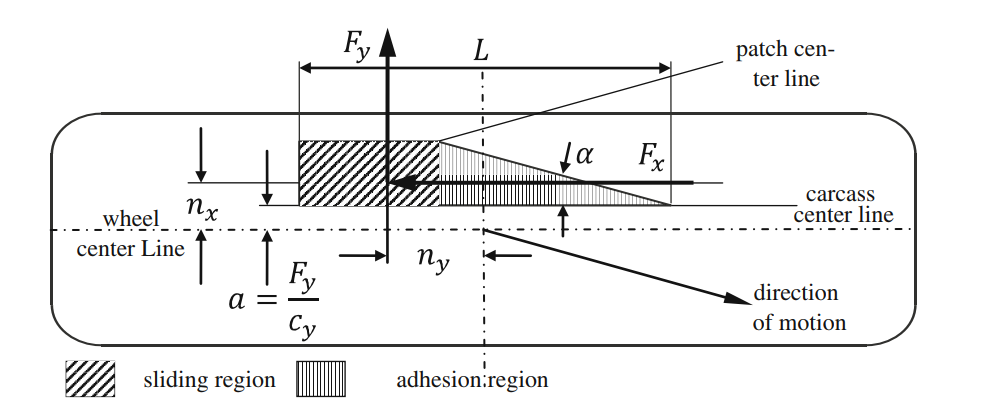 F_y
L
patch cen-
ter line
α
F_x
carcass
center line
n_x
wheel
center Line
n_y
a = F_y / c_y
direction
of motion
sliding region
adhesion region